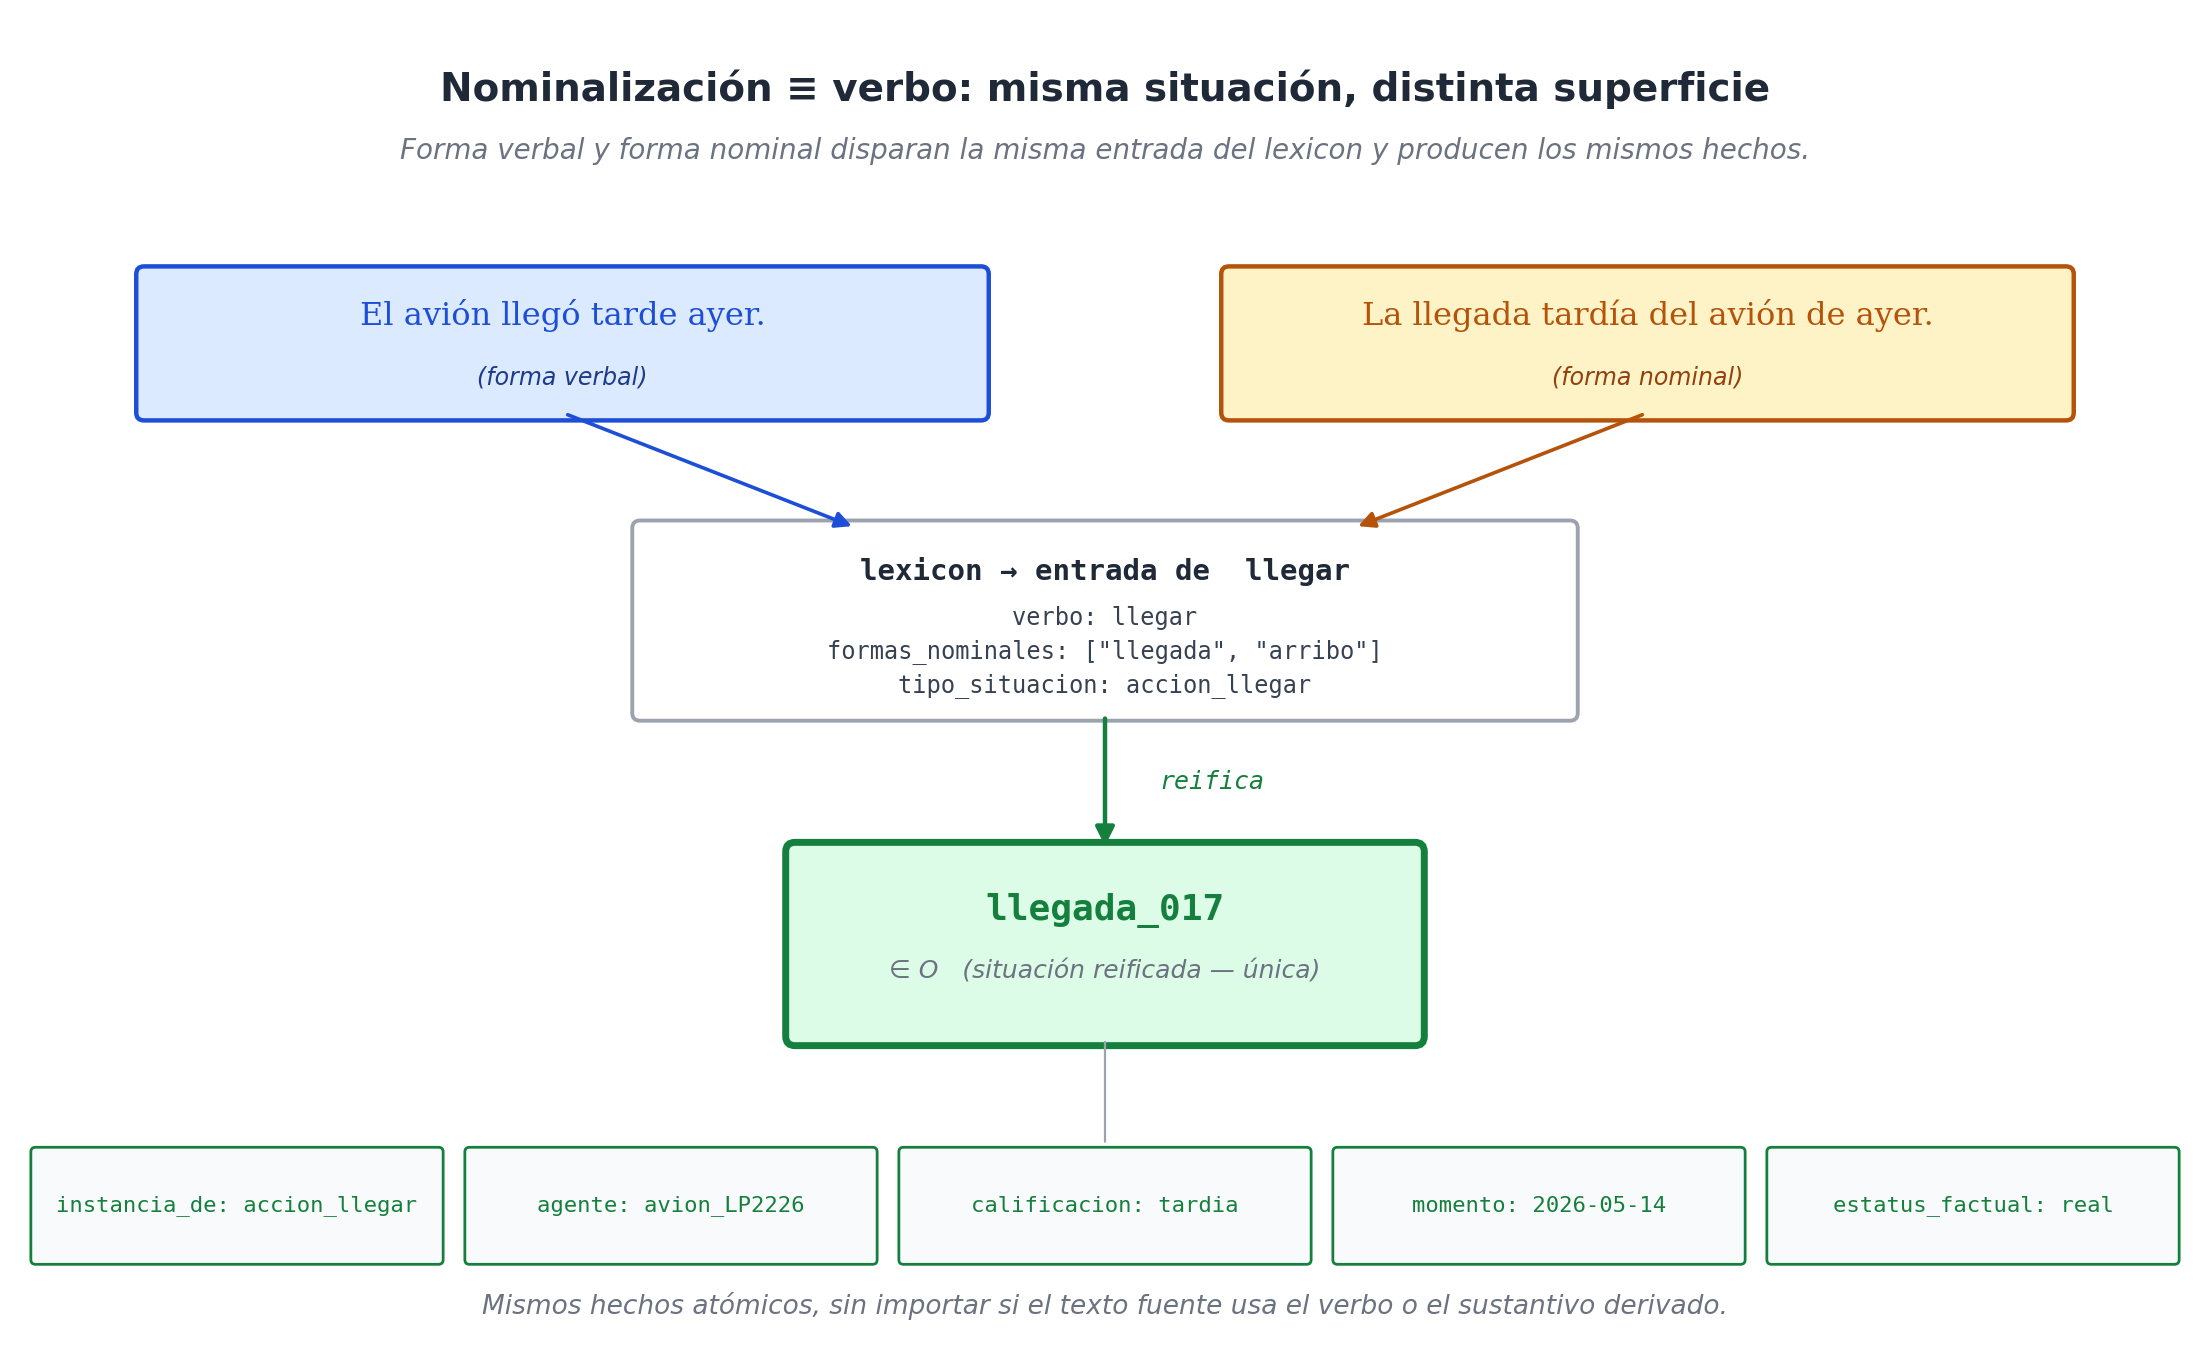 Nominalización ≡ verbo: misma situación, distinta superficie
Forma verbal y forma nominal disparan la misma entrada del lexicon y producen los mismos hechos.
El avión llegó tarde ayer.
(forma verbal)
La llegada tardía del avión de ayer.
(forma nominal)
lexicon → entrada de  llegar
verbo: llegar
formas_nominales: ["llegada", "arribo"]
tipo_situacion: accion_llegar
reifica
llegada_017
∈ O   (situación reificada — única)
instancia_de: accion_llegar
agente: avion_LP2226
calificacion: tardia
momento: 2026-05-14
estatus_factual: real
Mismos hechos atómicos, sin importar si el texto fuente usa el verbo o el sustantivo derivado.